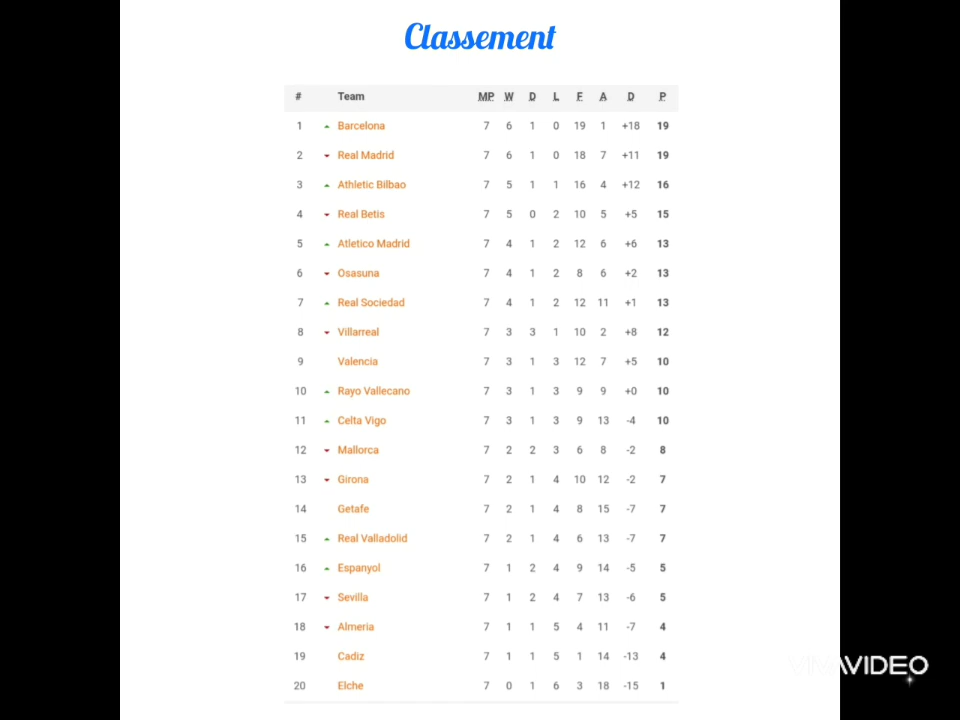 Classement
# Team MP W D L F A D P
1 Barcelona 7 6 1 0 19 1 +18 19
2 Real Madrid 7 6 1 0 18 7 +11 19
3 Athletic Bilbao 7 5 1 1 16 4 +12 16
4 Real Betis 7 5 0 2 10 5 +5 15
5 Atletico Madrid 7 4 1 2 12 6 +6 13
6 Osasuna 7 4 1 2 8 6 +2 13
7 Real Sociedad 7 4 1 2 12 11 +1 13
8 Villarreal 7 3 3 1 10 2 +8 12
9 Valencia 7 3 1 3 12 7 +5 10
10 Rayo Vallecano 7 3 1 3 9 9 +0 10
11 Celta Vigo 7 3 1 3 9 13 -4 10
12 Mallorca 7 2 2 3 6 8 -2 8
13 Girona 7 2 1 4 10 12 -2 7
14 Getafe 7 2 1 4 8 15 -7 7
15 Real Valladolid 7 2 1 4 6 13 -7 7
16 Espanyol 7 1 2 4 9 14 -5 5
17 Sevilla 7 1 2 4 7 13 -6 5
18 Almeria 7 1 1 5 4 11 -7 4
19 Cadiz 7 1 1 5 1 14 -13 4
20 Elche 7 0 1 6 3 18 -15 1
VIVAVIDEO